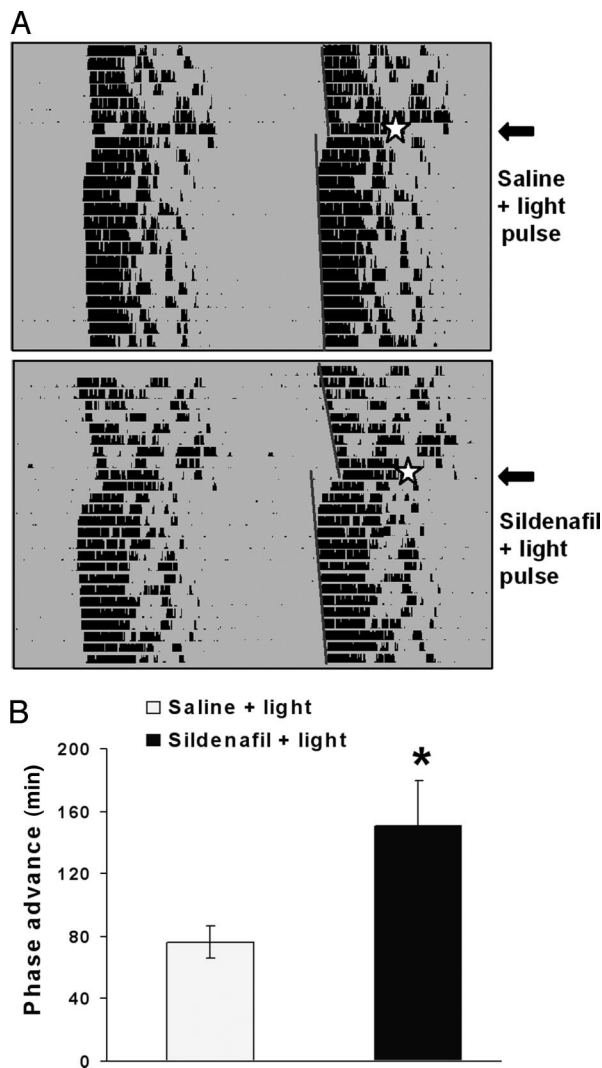 A
Saline
+ light
pulse
Sildenafil
+ light
pulse
B
Saline + light
Sildenafil + light
*
Phase advance (min)
200
160
120
80
40
0